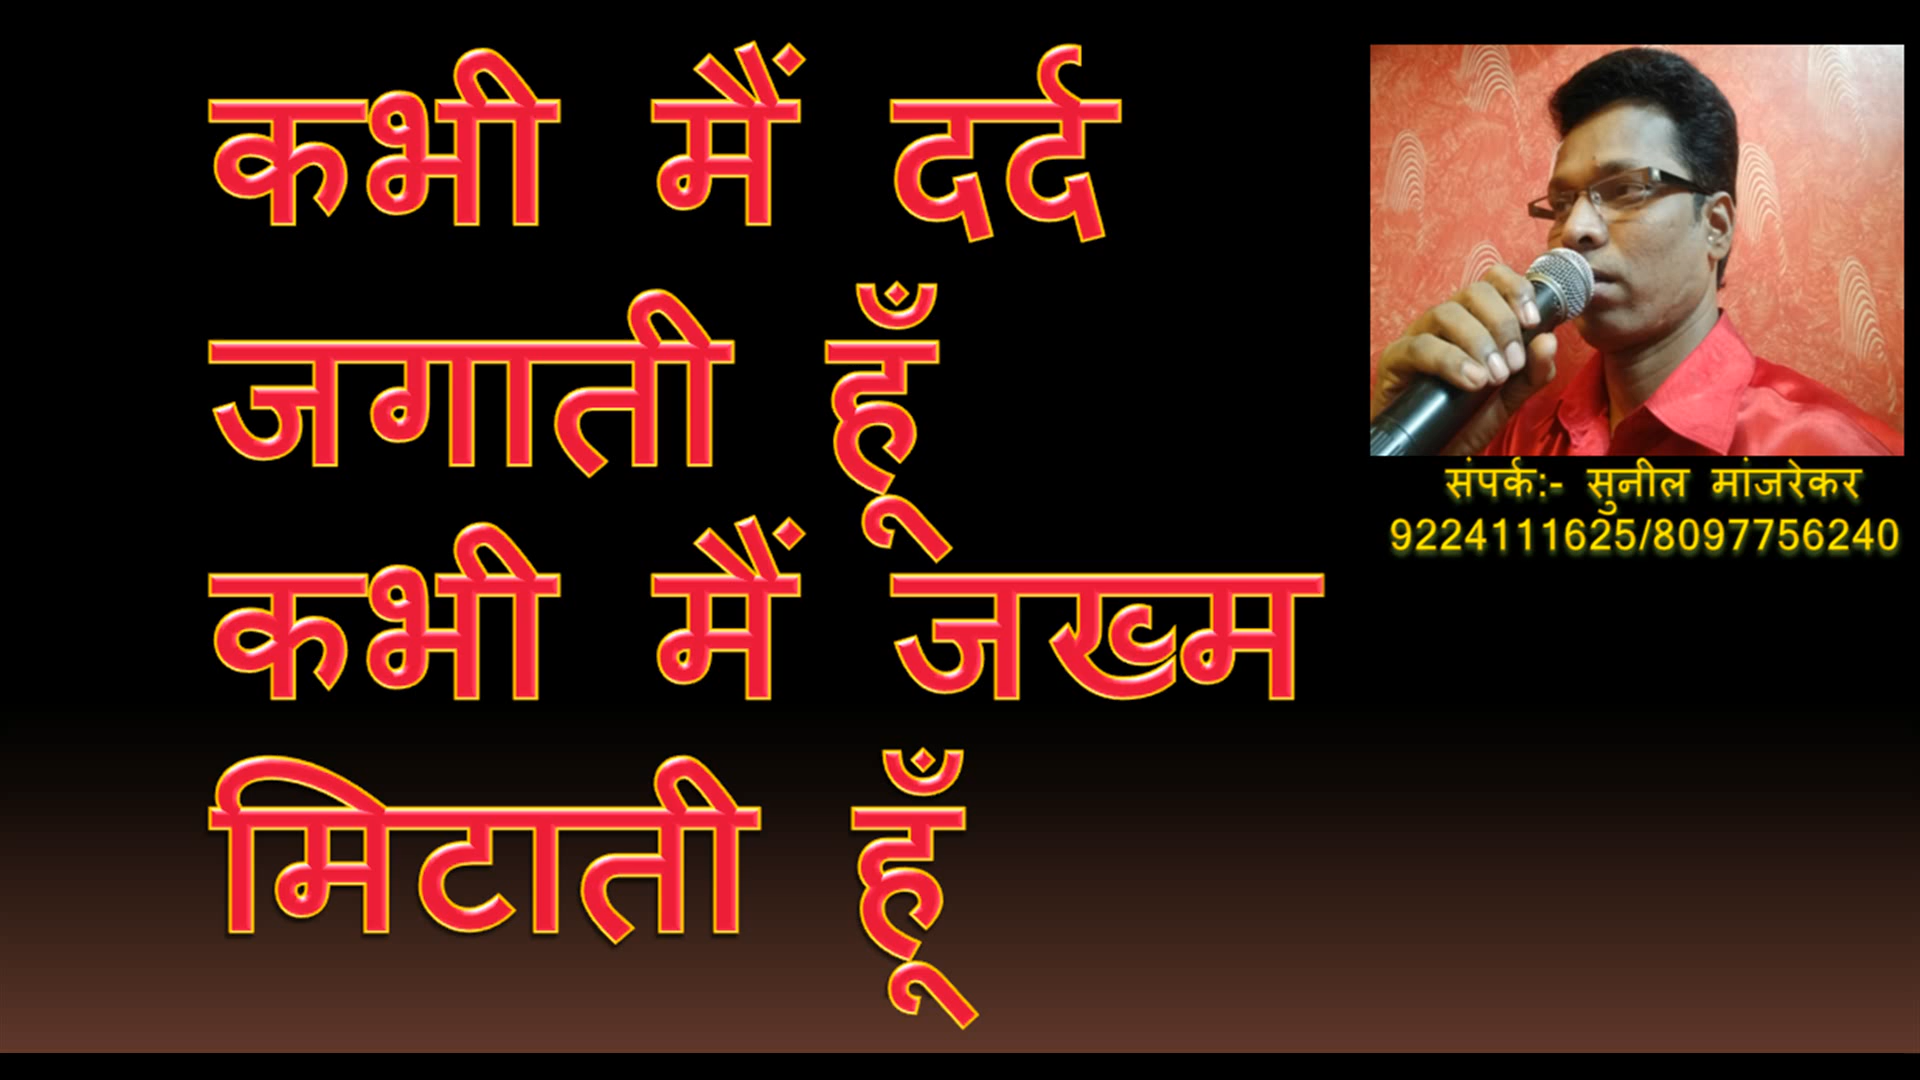 कभी मैं दर्द
जगाती हूँ
कभी मैं जख्म
मिटाती हूँ
संपर्क:- सुनील मांजरेकर
9224111625/8097756240